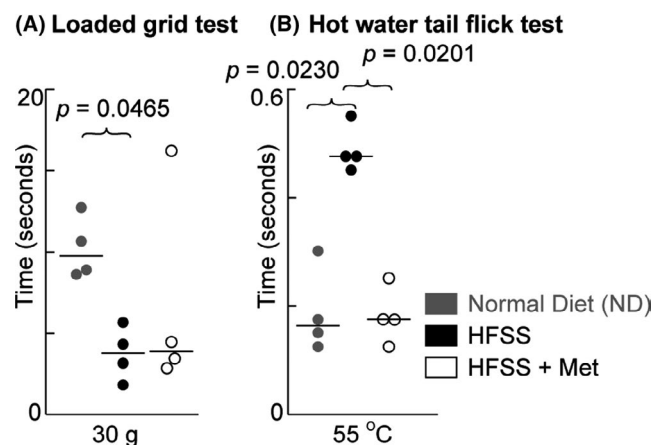 (A) Loaded grid test
20
p = 0.0465
Time (seconds)
0
30 g
(B) Hot water tail flick test
p = 0.0201
p = 0.0230
0.6
Time (seconds)
0
55 °C
Normal Diet (ND)
HFSS
HFSS + Met